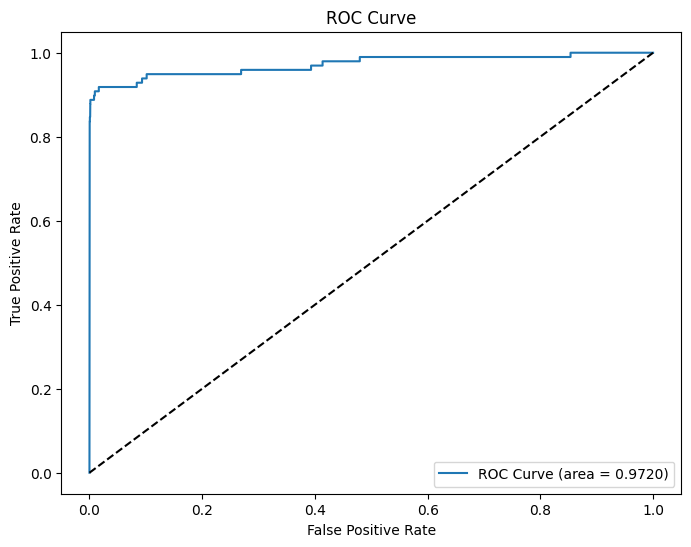 ROC Curve
True Positive Rate
1.0
0.8
0.6
0.4
0.2
0.0
ROC Curve (area = 0.9720)
0.0 0.2 0.4 0.6 0.8 1.0
False Positive Rate